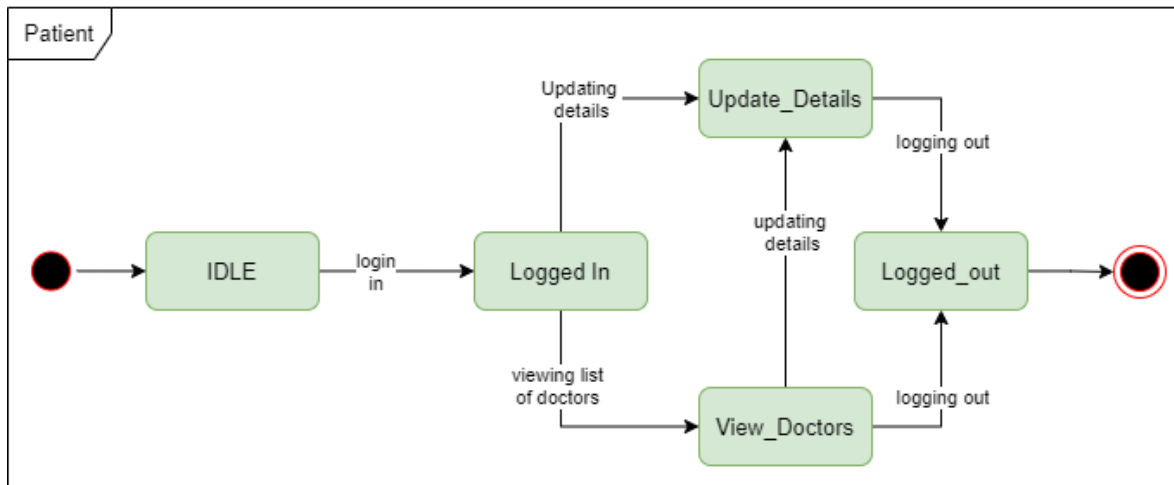 Patient
Updating
details
Update_Details
logging out
updating
details
IDLE
login
in
Logged In
Logged_out
viewing list
of doctors
View_Doctors
logging out